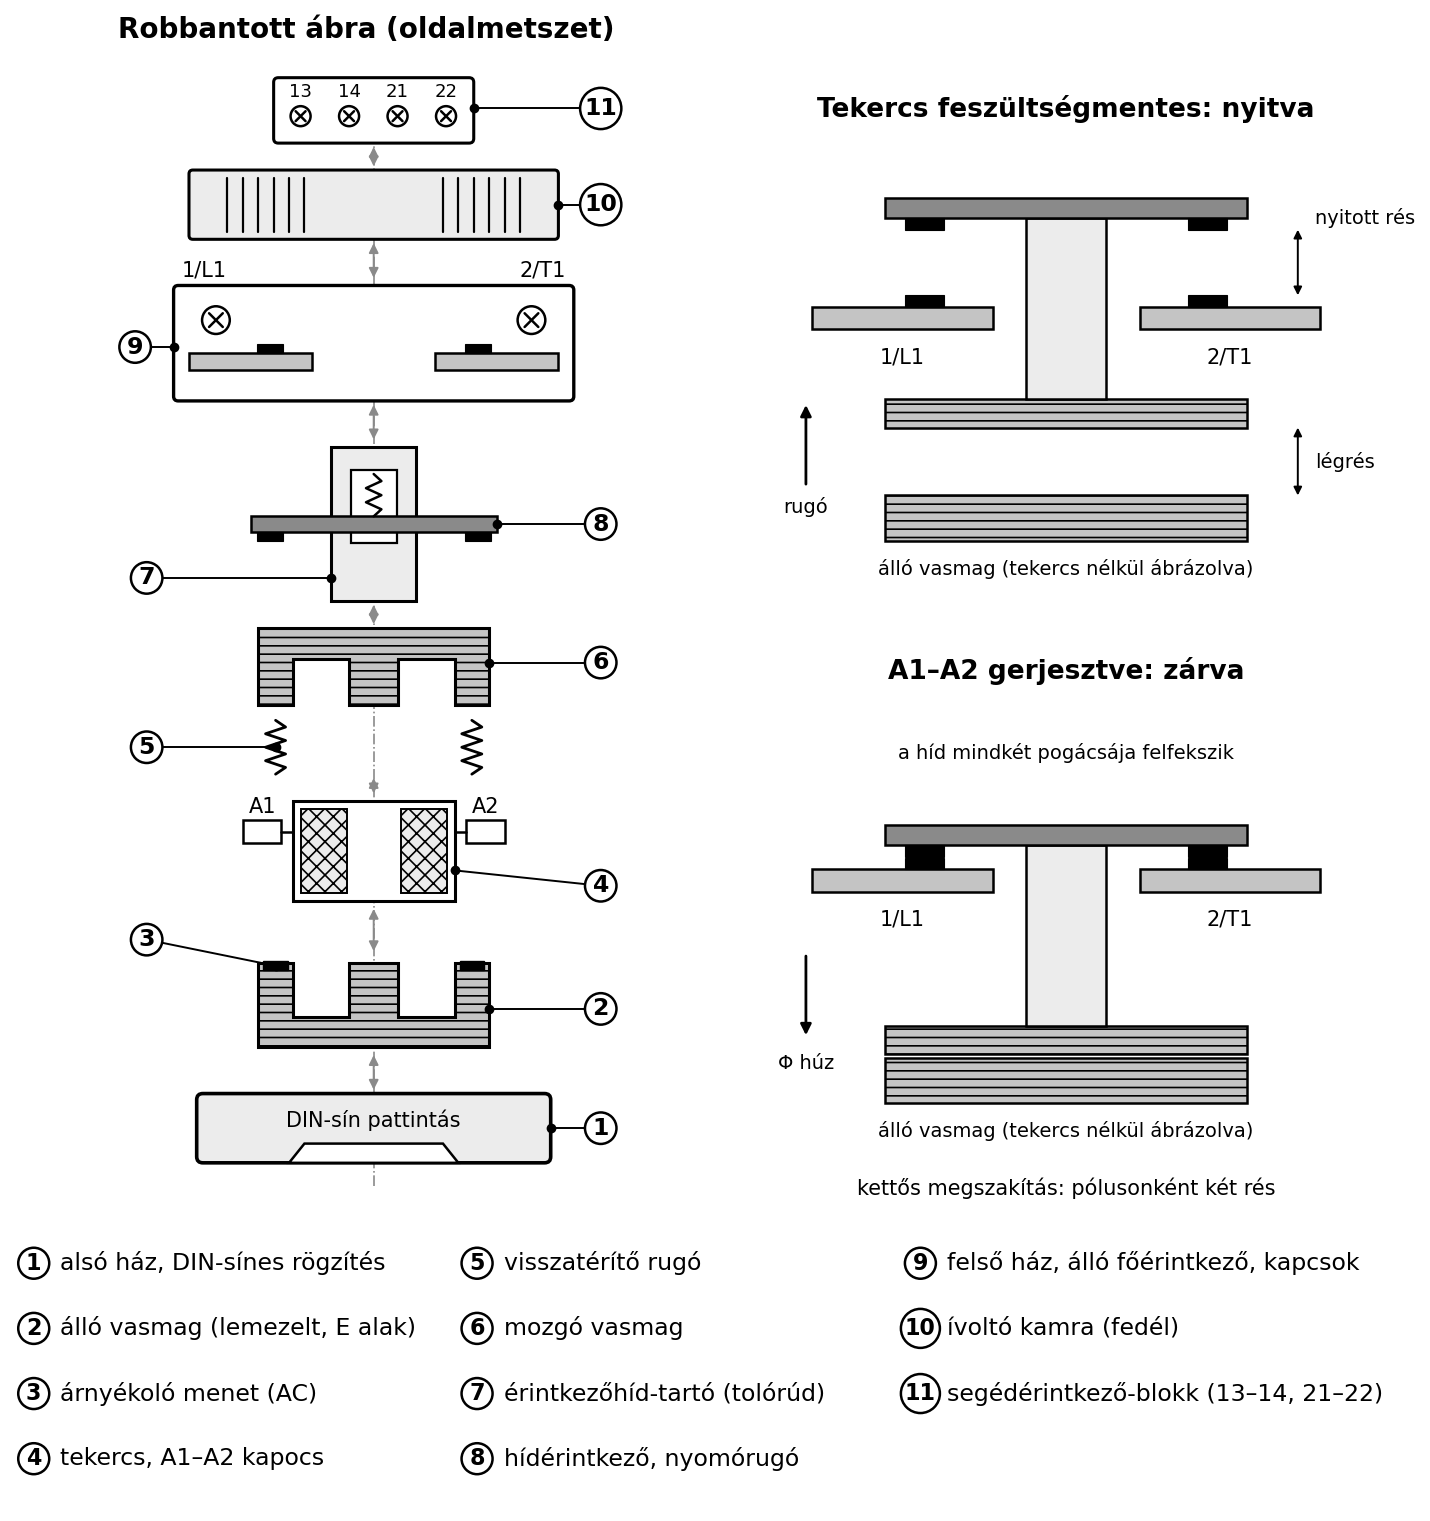 Robbantott ábra (oldalmetszet)
13 14 21 22
11
10
1/L1 2/T1
9
8
7
6
5
A1 A2
4
3
2
DIN-sín pattintás
1
Tekercs feszültségmentes: nyitva
nyitott rés
1/L1 2/T1
rugó
légrés
álló vasmag (tekercs nélkül ábrázolva)
A1–A2 gerjesztve: zárva
a híd mindkét pogácsája felfekszik
1/L1 2/T1
Φ húz
álló vasmag (tekercs nélkül ábrázolva)
kettős megszakítás: pólusonként két rés
1 alsó ház, DIN-sínes rögzítés
2 álló vasmag (lemezelt, E alak)
3 árnyékoló menet (AC)
4 tekercs, A1–A2 kapocs
5 visszatérítő rugó
6 mozgó vasmag
7 érintkezőhíd-tartó (tolórúd)
8 hídérintkező, nyomórugó
9 felső ház, álló főérintkező, kapcsok
10 ívoltó kamra (fedél)
11 segédérintkező-blokk (13–14, 21–22)